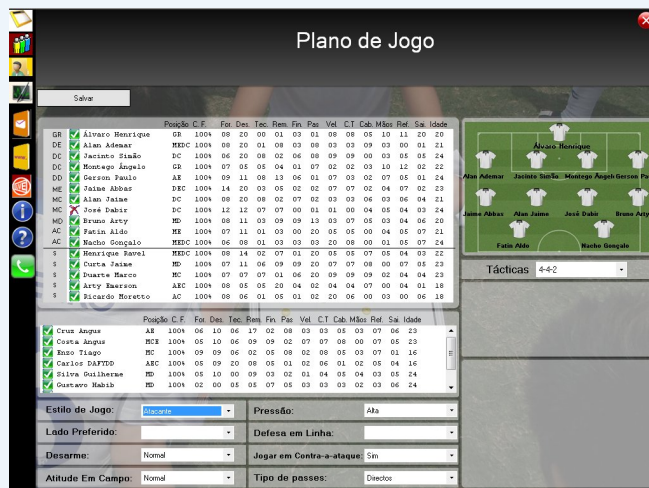 Plano de Jogo
Salvar
Posição C. F. For. Des. Tec. Rem. Fin. Pas Vel. C.T Cab. Mãos Ref. Sai. Idade
GR Álvaro Henrique GR 100% 08 20 00 01 03 01 08 08 05 10 11 20 20
DE Alan Ademar MEDC 100% 08 20 01 08 03 08 03 03 09 03 00 01 21
DC Jacinto Simão DC 100% 06 20 08 02 06 08 09 09 00 03 05 05 24
DC Montego Ângelo GR 100% 07 05 05 04 01 07 02 02 03 10 12 02 22
DD Gerson Paulo AE 100% 09 11 08 13 06 01 07 03 02 07 05 01 24
ME Jaime Abbas DEC 100% 14 20 03 05 02 02 07 07 02 04 07 02 23
MC Alan Jaime DC 100% 08 20 08 02 07 02 03 03 06 03 06 04 21
MC José Dabir DC 100% 12 12 07 07 00 01 01 00 04 05 04 03 24
MD Bruno Arty MD 100% 08 11 03 09 09 13 03 07 05 03 04 06 20
AC Fatin Aldo ME 100% 07 11 01 03 00 20 05 05 00 04 05 07 21
AC Nacho Gonçalo MEDC 100% 06 08 01 03 03 03 20 08 00 01 05 07 24
S Henrique Ravel MEDC 100% 08 14 02 07 01 20 05 05 07 05 04 03 22
S Curta Jaime MD 100% 07 11 06 09 09 20 07 07 08 00 07 05 23
S Duarte Marco MC 100% 07 07 07 01 06 20 09 09 09 02 04 04 23
S Arty Emerson AEC 100% 08 05 05 20 04 02 04 04 07 00 04 01 18
S Ricardo Moretto AC 100% 08 06 01 05 01 02 20 06 00 03 00 06 18
Álvaro Henrique
Alan Ademar Jacinto Simão Montego Ângelo Gerson Pa
Jaime Abbas Alan Jaime José Dabir Bruno Arty
Fatin Aldo Nacho Gonçalo
Tácticas 4-4-2
Posição C. F. For. Des. Tec. Rem. Fin. Pas Vel. C.T Cab. Mãos Ref. Sai. Idade
Cruz Angus AE 100% 06 10 06 17 02 08 03 03 05 03 07 06 23
Costa Angus MCE 100% 05 10 06 09 09 02 07 07 08 00 07 05 23
Enzo Tiago MC 100% 09 09 06 02 05 08 02 08 05 03 07 01 16
Carlos DAFYDD AEC 100% 05 09 20 08 05 01 02 06 01 02 05 04 16
Silva Guilherme MD 100% 05 10 00 09 03 02 01 04 05 04 03 05 24
Gustavo Habib MD 100% 02 00 05 05 07 05 03 03 03 02 03 06 24
Estilo de Jogo: Atacante Pressão: Alta
Lado Preferido: Defesa em Linha:
Desarme: Normal Jogar em Contra-a-ataque: Sim
Atitude Em Campo: Normal Tipo de passes: Directos